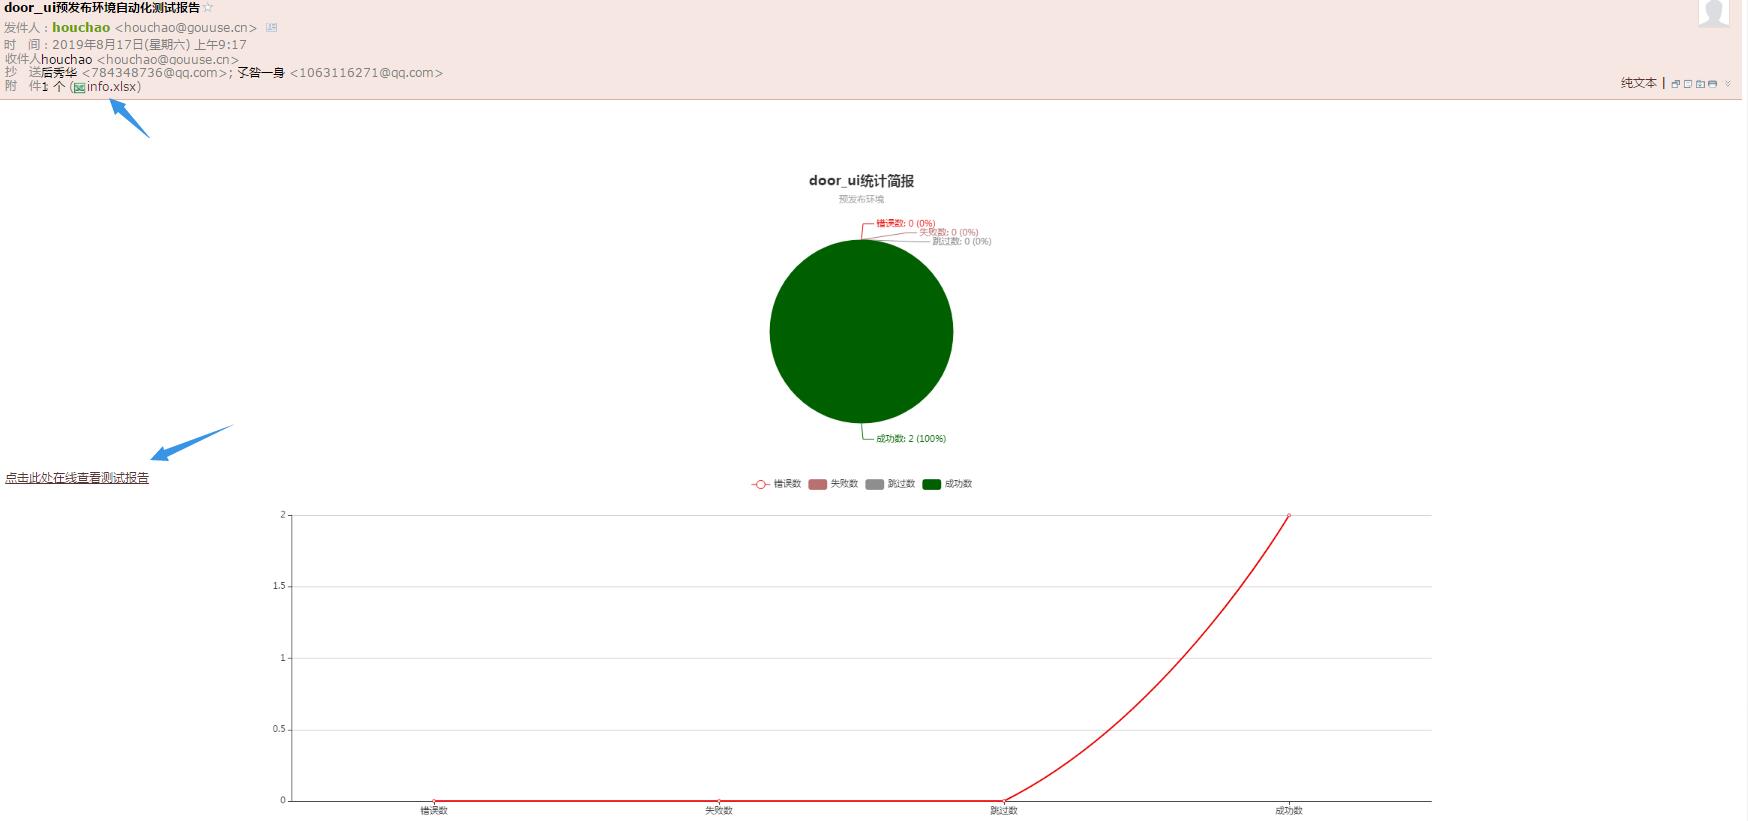 door_ui预发布环境自动化测试报告☆
发件人：houchao <houchao@gouuse.cn>
时 间：2019年8月17日(星期六) 上午9:17
收件人houchao <houchao@gouuse.cn>
抄 送后秀华 <784348736@qq.com>; 一身 <1063116271@qq.com>
附 件1 个 (info.xlsx)
纯文本 |
door_ui统计简报
预发布环境
错误数: 0 (0%)
失败数: 0 (0%)
跳过数: 0 (0%)
成功数: 2 (100%)
点击此处在线查看测试报告
错误数 失败数 跳过数 成功数
2
1.5
1
0.5
0
错误数 失败数 跳过数 成功数